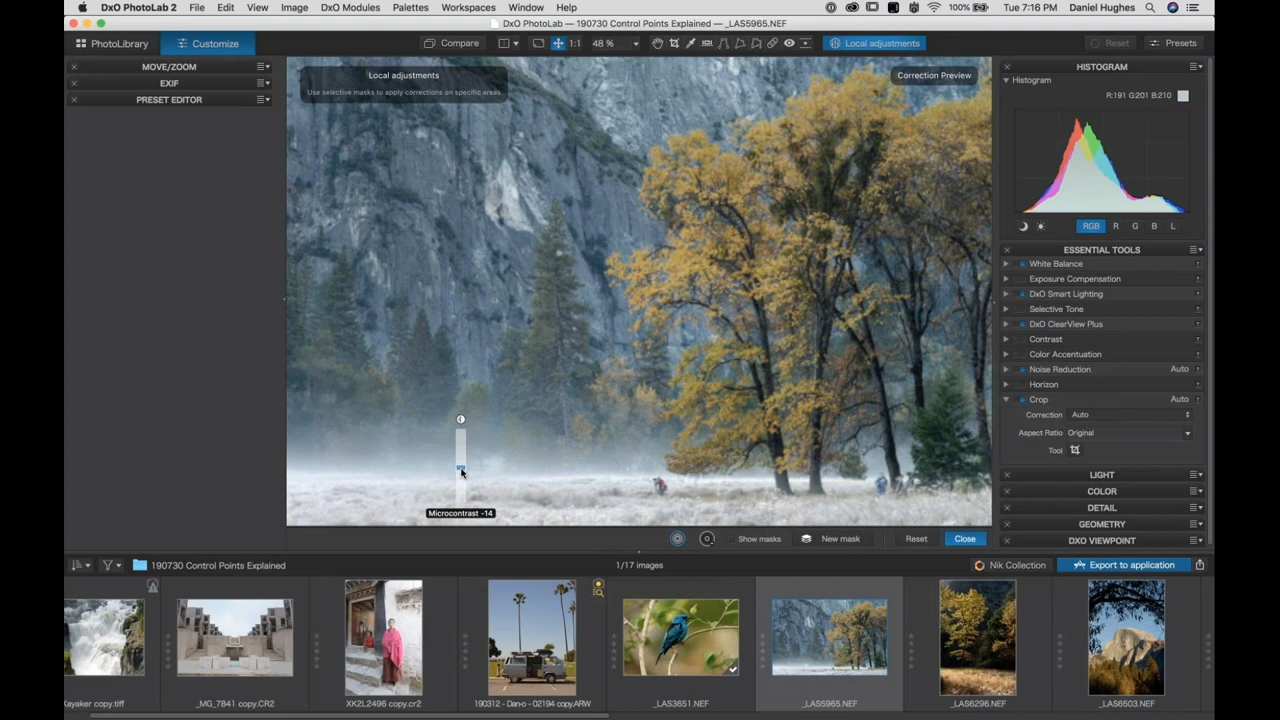 DxO PhotoLab 2 File Edit View Image DxO Modules Palettes Workspaces Window Help 100% Tue 7:16 PM Daniel Hughes
DxO PhotoLab — 190730 Control Points Explained — _LAS5965.NEF
PhotoLibrary Customize Compare 1:1 48 % Local adjustments Reset Presets
MOVE/ZOOM
EXIF
PRESET EDITOR
Local adjustments
Use selective masks to apply corrections on specific areas
Correction Preview
Microcontrast -14
HISTOGRAM
Histogram
R:191 G:201 B:210
RGB R G B L
ESSENTIAL TOOLS
White Balance
Exposure Compensation
DxO Smart Lighting
Selective Tone
DxO ClearView Plus
Contrast
Color Accentuation
Noise Reduction Auto
Horizon
Crop Auto
Correction Auto
Aspect Ratio Original
Tool
LIGHT
COLOR
DETAIL
GEOMETRY
DXO VIEWPOINT
Show masks New mask Reset Close
190730 Control Points Explained 1/17 images Nik Collection Export to application
Kayaker copy.tiff _MG_7841 copy.CR2 XK2L2496 copy.cr2 190312 - Dan-o - 02194 copy.ARW _LAS3651.NEF _LAS5965.NEF _LAS6296.NEF _LAS6503.NEF